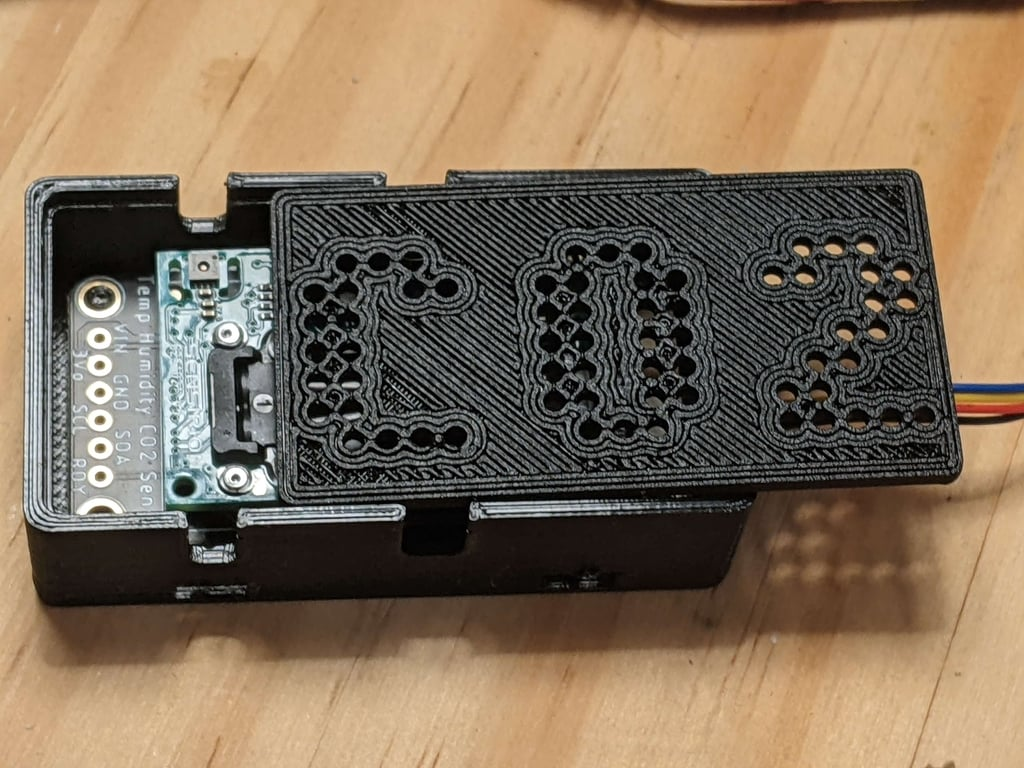 CO2
Temp Humidity CO2 Sen
VIN GND SDA
3Vo SCL RDY